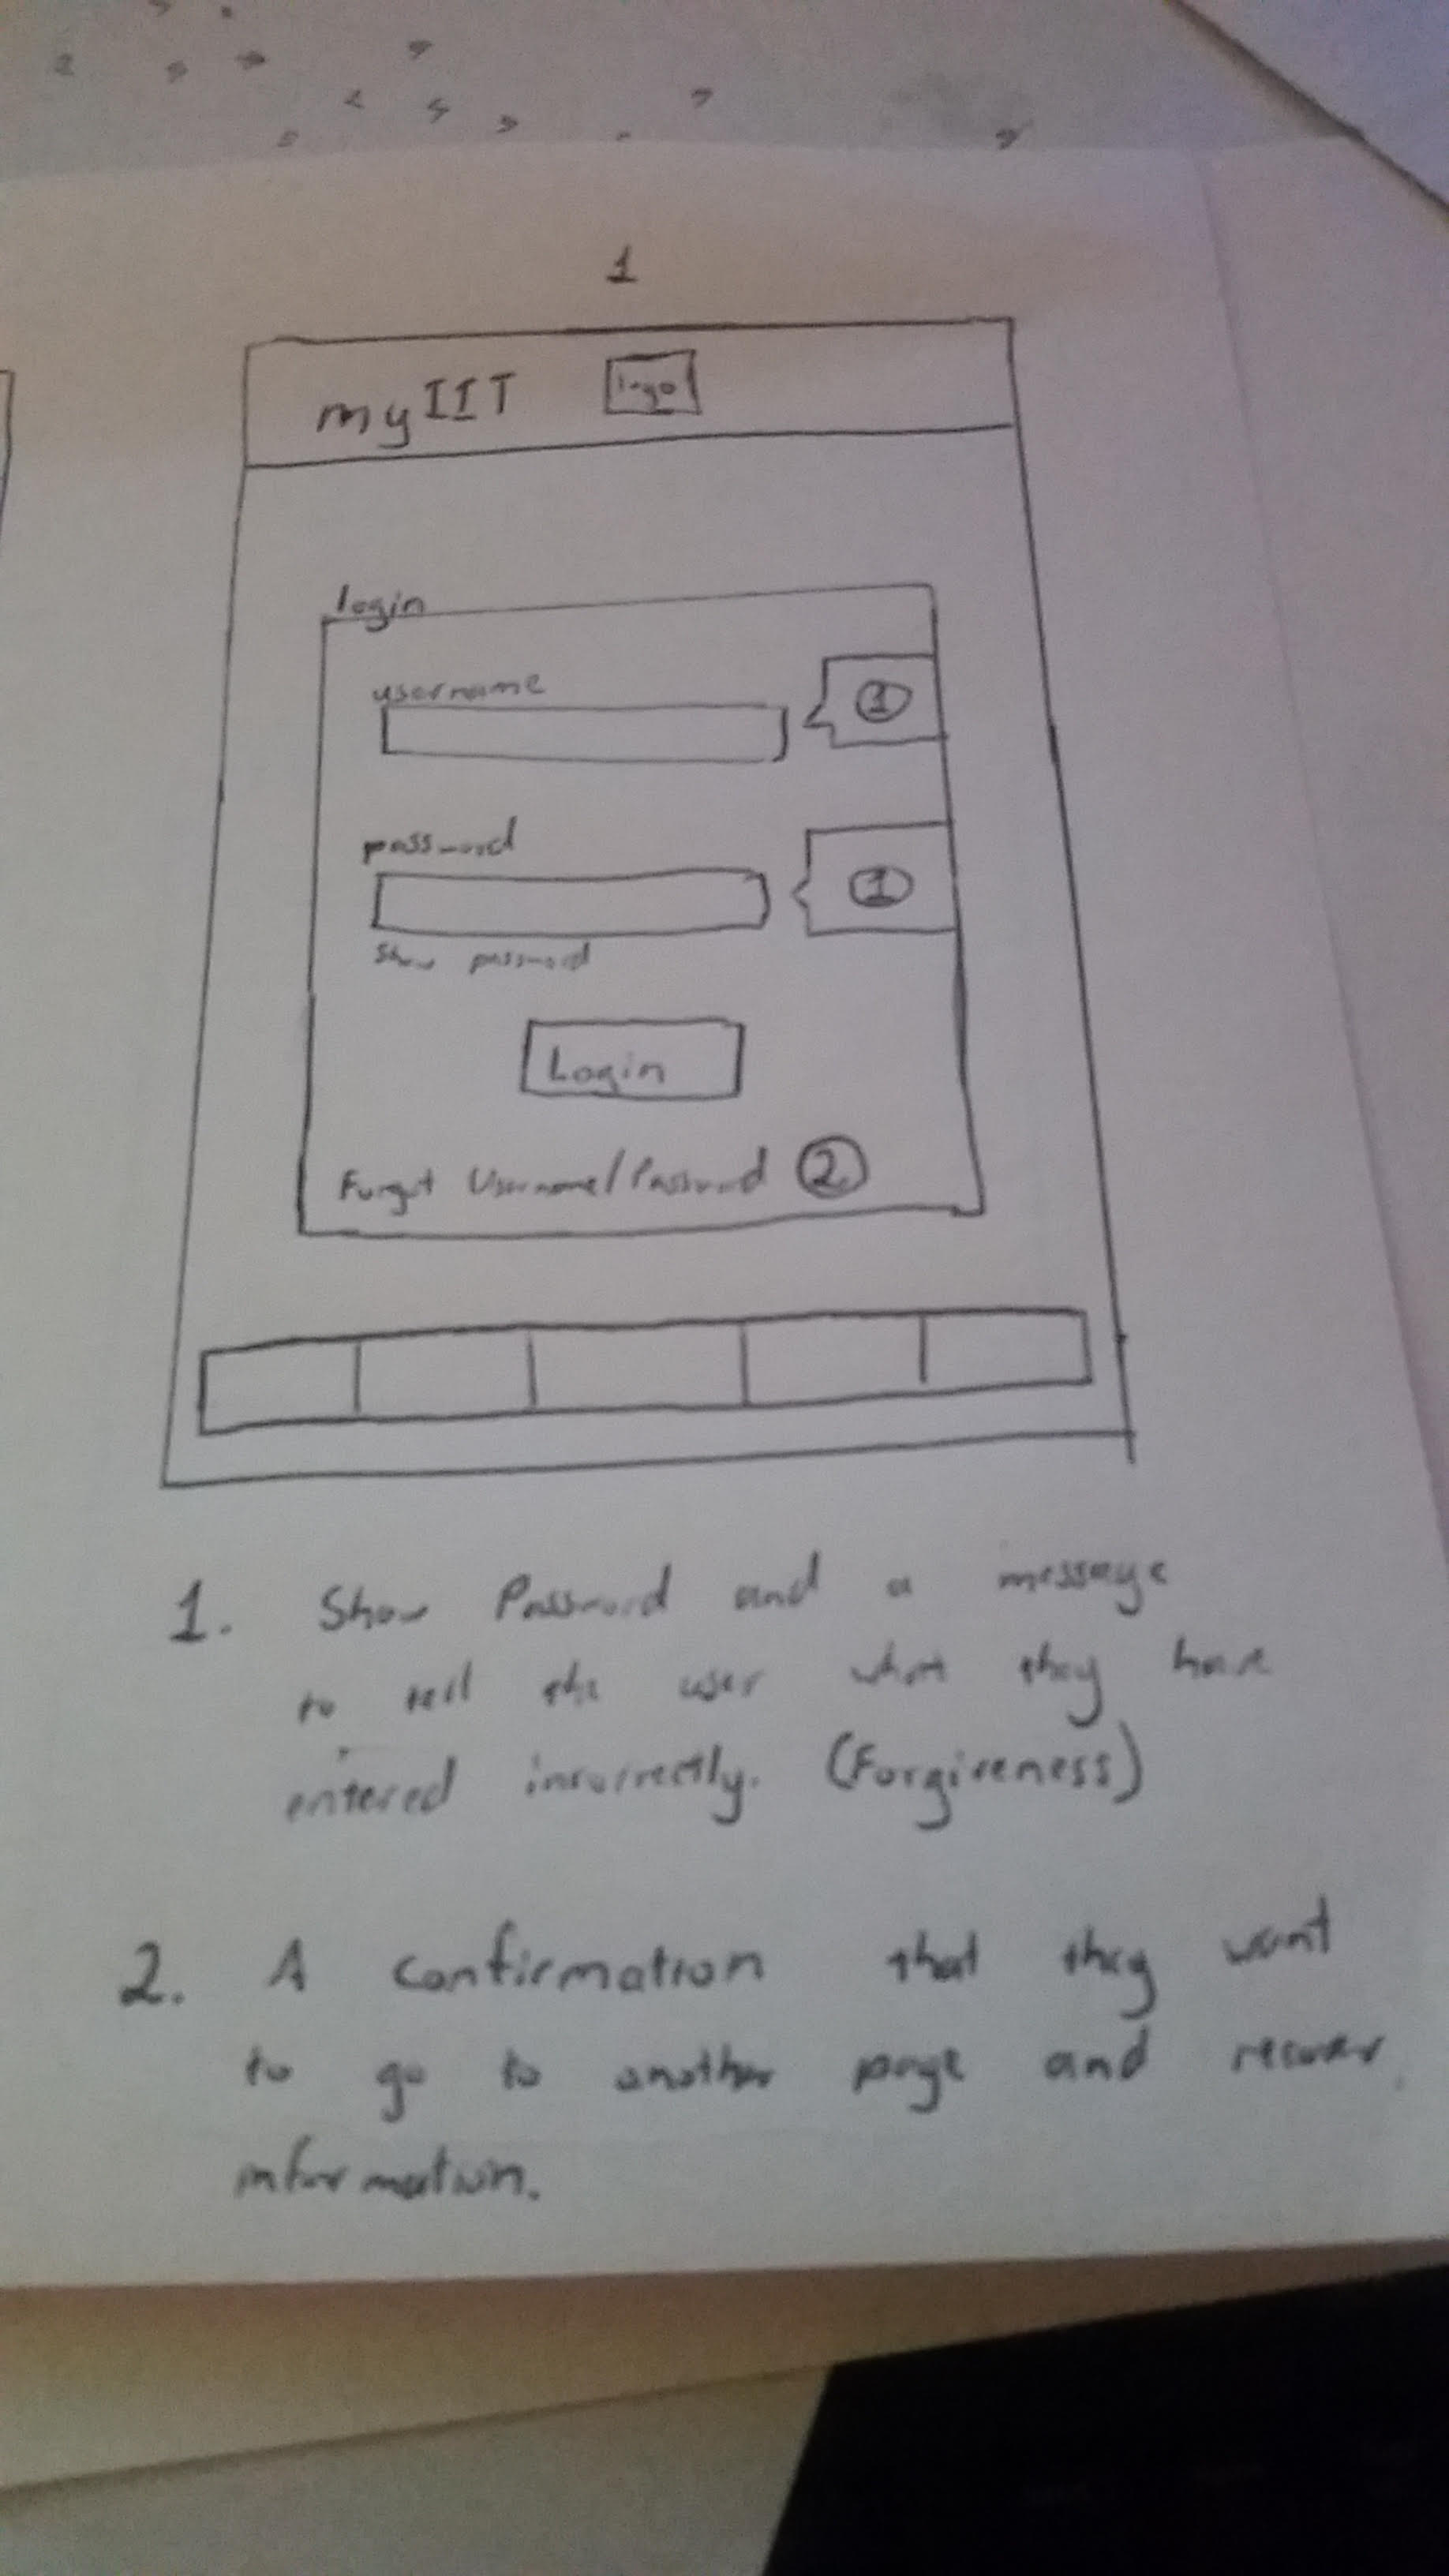 1
myIIT logo
login
username
1
password
1
Show password
Login
Forgot Username/Password 2
1. Show Password and a message
to tell the user what they have
entered incorrectly. (Forgiveness)
2. A confirmation that they want
to go to another page and recover
information.